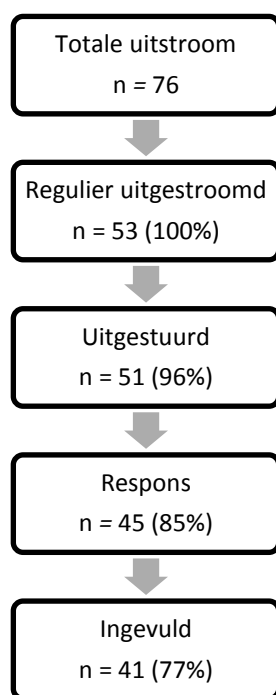 Totale uitstroom
n = 76
Regulier uitgestroomd
n = 53 (100%)
Uitgestuurd
n = 51 (96%)
Respons
n = 45 (85%)
Ingevuld
n = 41 (77%)